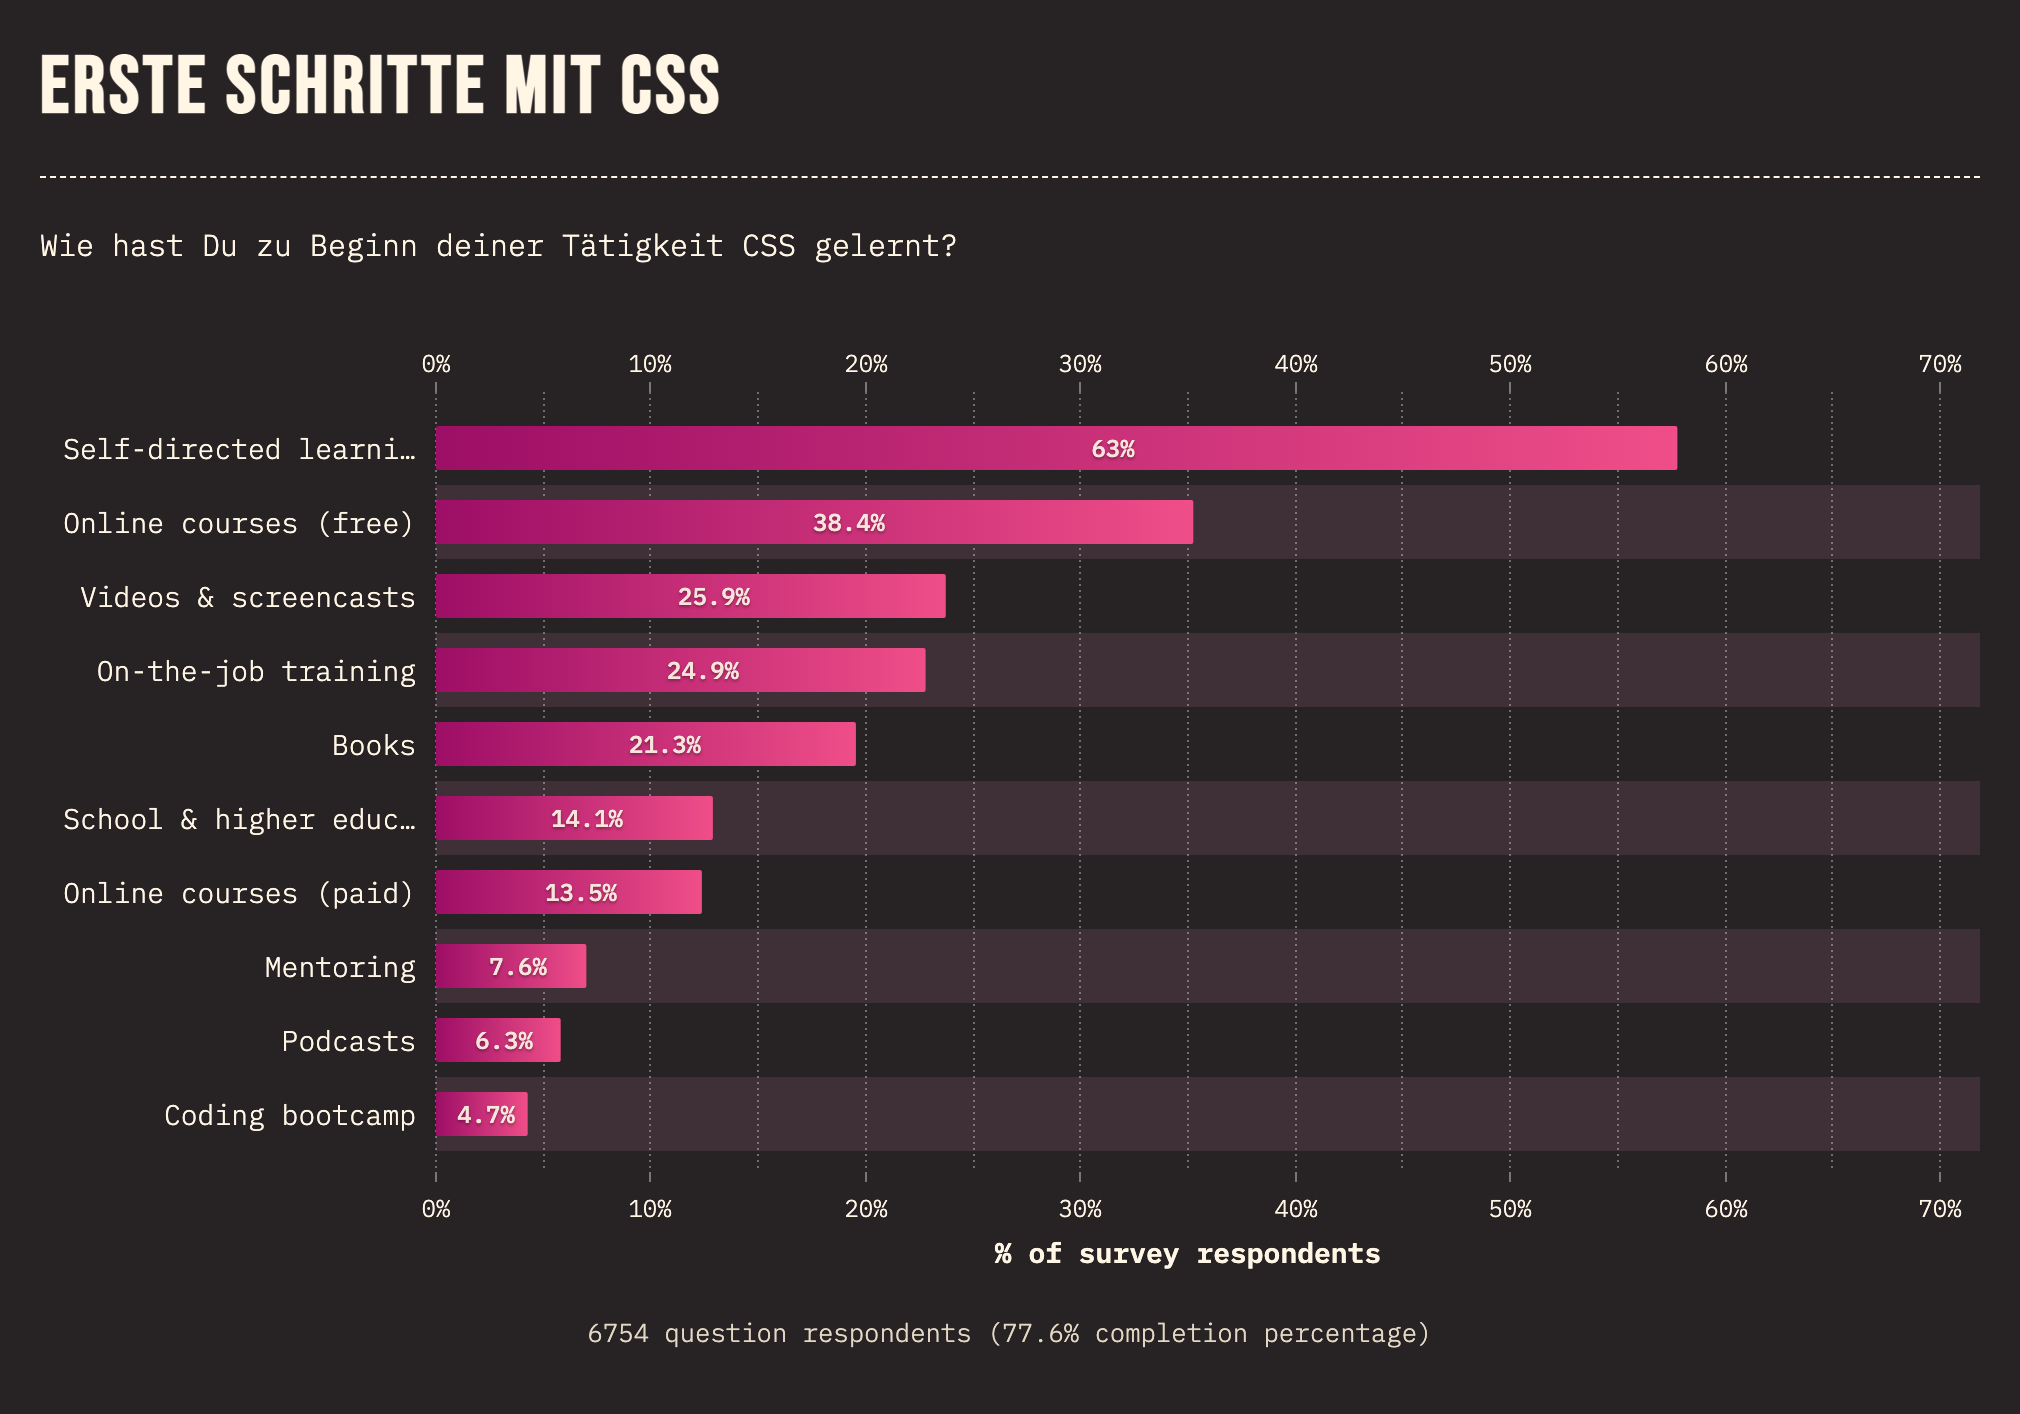 ERSTE SCHRITTE MIT CSS
Wie hast Du zu Beginn deiner Tätigkeit CSS gelernt?
0% 10% 20% 30% 40% 50% 60% 70%
Self-directed learni… 63%
Online courses (free) 38.4%
Videos & screencasts 25.9%
On-the-job training 24.9%
Books 21.3%
School & higher educ… 14.1%
Online courses (paid) 13.5%
Mentoring 7.6%
Podcasts 6.3%
Coding bootcamp 4.7%
0% 10% 20% 30% 40% 50% 60% 70%
% of survey respondents
6754 question respondents (77.6% completion percentage)